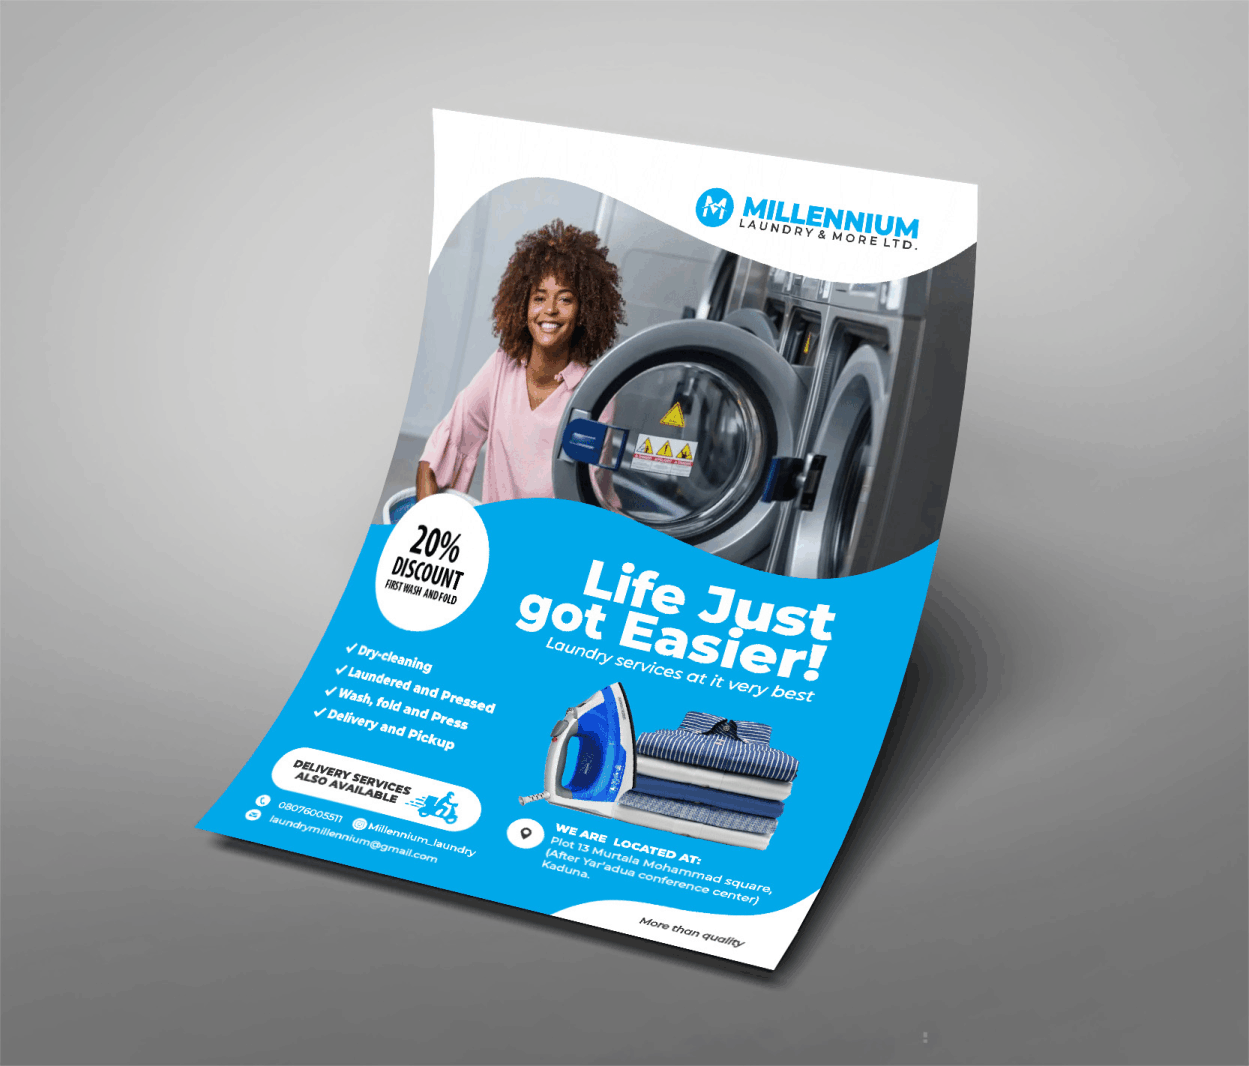 MILLENNIUM
LAUNDRY & MORE LTD.
20%
DISCOUNT
FIRST WASH AND FOLD
Life Just
got Easier!
Laundry services at it very best
Dry-cleaning
Laundered and Pressed
Wash, fold and Press
Delivery and Pickup
DELIVERY SERVICES
ALSO AVAILABLE
08076005511 Millennium_laundry
laundrymillennium@gmail.com
WE ARE LOCATED AT:
Plot 13 Murtala Mohammad square,
(After Yar'adua conference center)
Kaduna.
More than quality